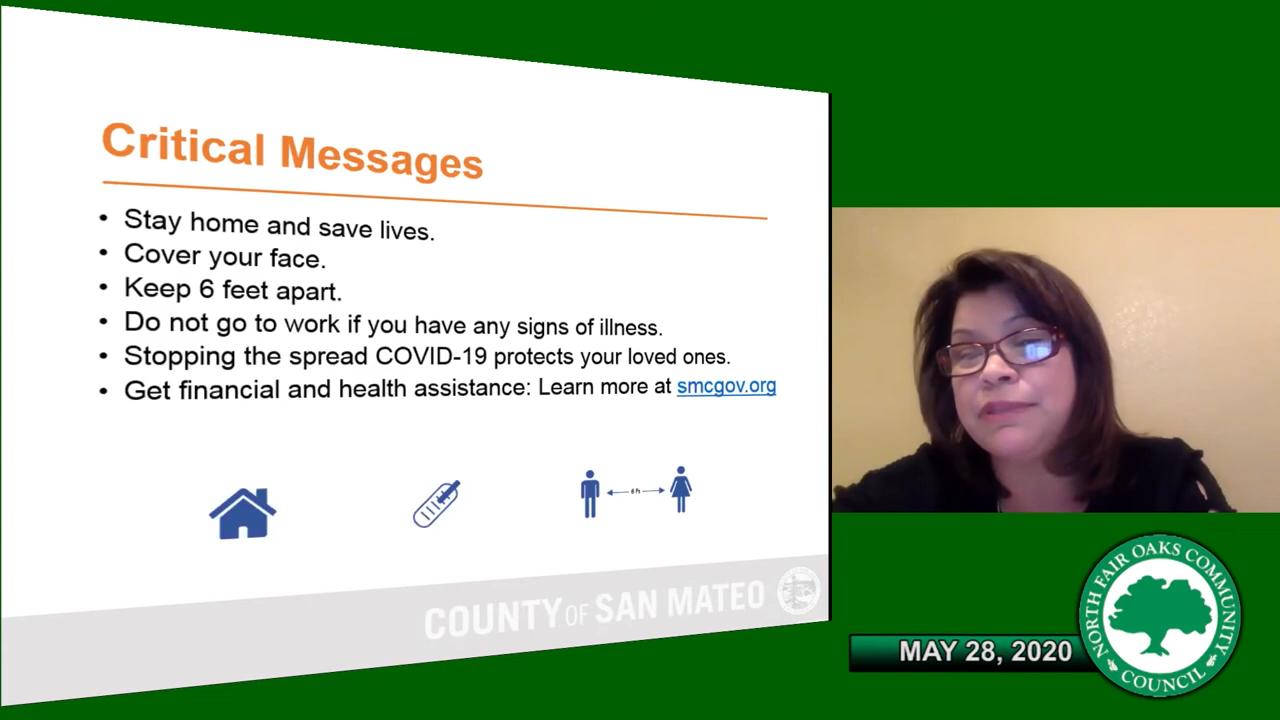 Critical Messages
• Stay home and save lives.
• Cover your face.
• Keep 6 feet apart.
• Do not go to work if you have any signs of illness.
• Stopping the spread COVID-19 protects your loved ones.
• Get financial and health assistance: Learn more at smcgov.org
6 ft
COUNTY OF SAN MATEO
MAY 28, 2020
NORTH FAIR OAKS COMMUNITY
COUNCIL